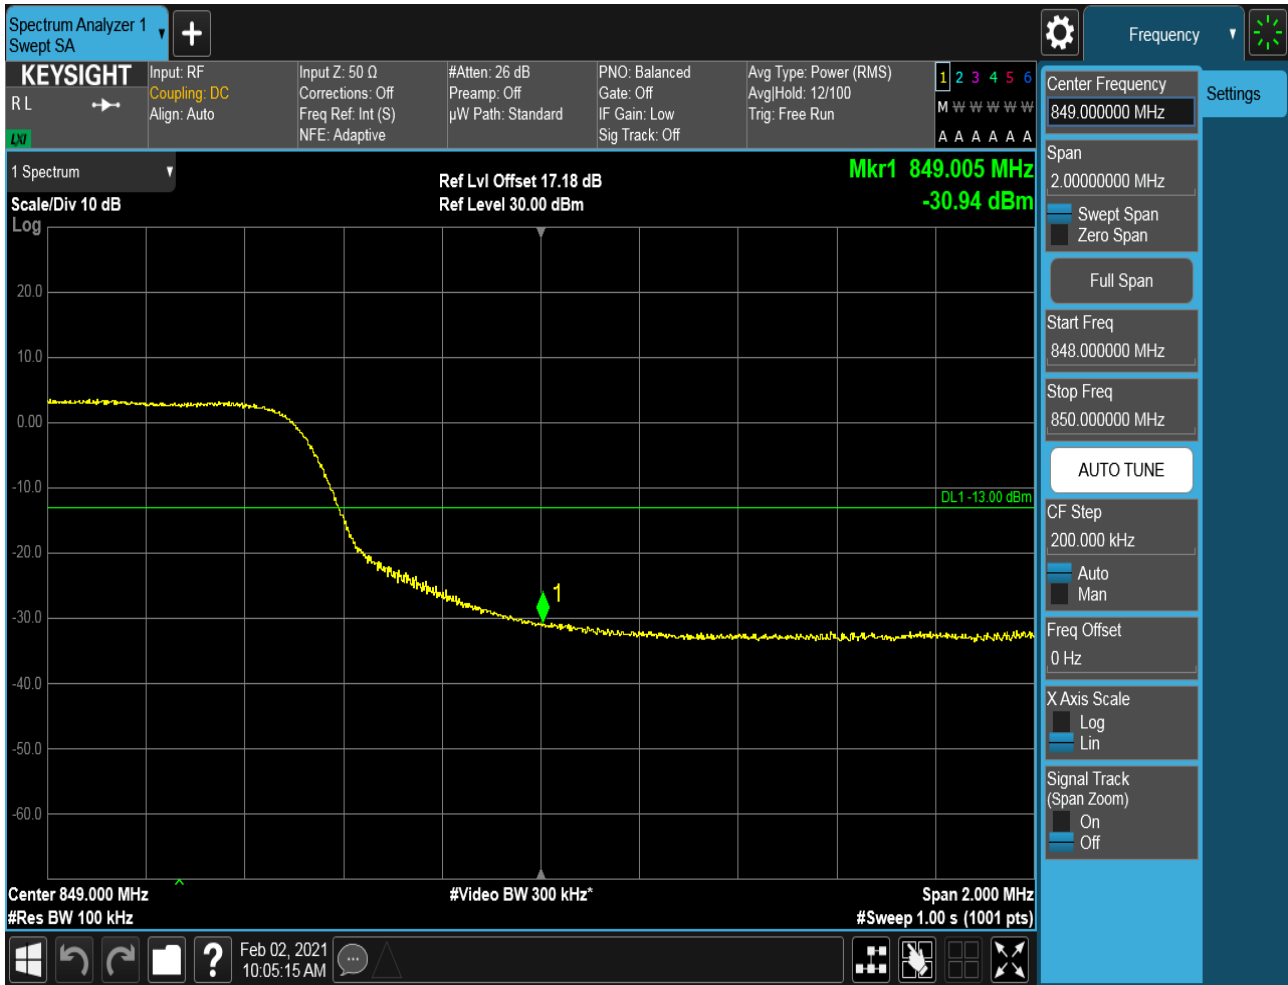 Spectrum Analyzer 1
Swept SA
+
Frequency
KEYSIGHT
R L
LXI
Input: RF
Coupling: DC
Align: Auto
Input Z: 50 Ω
Corrections: Off
Freq Ref: Int (S)
NFE: Adaptive
#Atten: 26 dB
Preamp: Off
µW Path: Standard
PNO: Balanced
Gate: Off
IF Gain: Low
Sig Track: Off
Avg Type: Power (RMS)
Avg|Hold: 12/100
Trig: Free Run
1 2 3 4 5 6
M W W W W W
A A A A A A
1 Spectrum
Scale/Div 10 dB
Log
Ref Lvl Offset 17.18 dB
Ref Level 30.00 dBm
Mkr1 849.005 MHz
-30.94 dBm
20.0
10.0
0.00
-10.0
DL1 -13.00 dBm
-20.0
1
-30.0
-40.0
-50.0
-60.0
Center 849.000 MHz
#Res BW 100 kHz
#Video BW 300 kHz*
Span 2.000 MHz
#Sweep 1.00 s (1001 pts)
?
Feb 02, 2021
10:05:15 AM
Center Frequency
849.000000 MHz
Settings
Span
2.00000000 MHz
Swept Span
Zero Span
Full Span
Start Freq
848.000000 MHz
Stop Freq
850.000000 MHz
AUTO TUNE
CF Step
200.000 kHz
Auto
Man
Freq Offset
0 Hz
X Axis Scale
Log
Lin
Signal Track
(Span Zoom)
On
Off